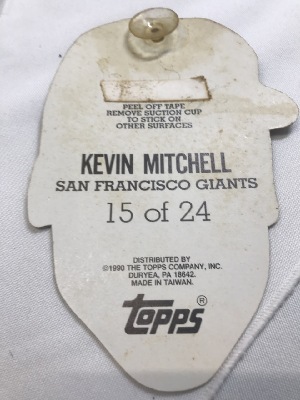 PEEL OFF TAPE
REMOVE SUCTION CUP
TO STICK ON
OTHER SURFACES
KEVIN MITCHELL
SAN FRANCISCO GIANTS
15 of 24
DISTRIBUTED BY
©1990 THE TOPPS COMPANY, INC.
DURYEA, PA 18642.
MADE IN TAIWAN.
Topps®